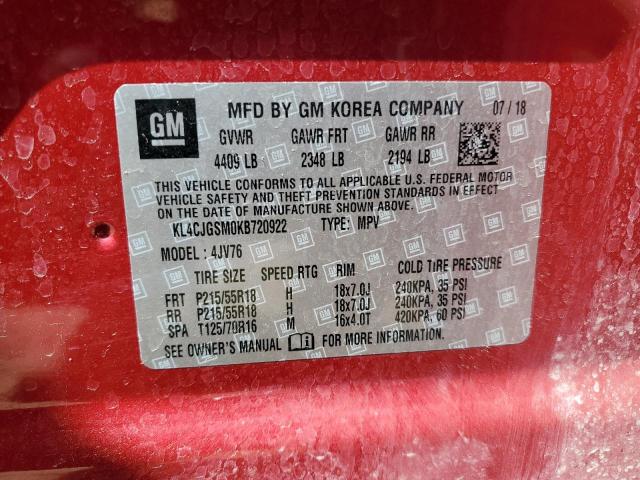 GM MFD BY GM KOREA COMPANY 07 / 18
GVWR GAWR FRT GAWR RR
4409 LB 2348 LB 2194 LB
THIS VEHICLE CONFORMS TO ALL APPLICABLE U.S. FEDERAL MOTOR
VEHICLE SAFETY AND THEFT PREVENTION STANDARDS IN EFFECT
ON THE DATE OF MANUFACTURE SHOWN ABOVE.
KL4CJGSM0KB720922 TYPE: MPV
MODEL : 4JV76
TIRE SIZE SPEED RTG RIM COLD TIRE PRESSURE
FRT P215/55R18 H 18x7.0J 240KPA, 35 PSI
RR P215/55R18 H 18x7.0J 240KPA, 35 PSI
SPA T125/70R16 M 16x4.0T 420KPA, 60 PSI
SEE OWNER'S MANUAL FOR MORE INFORMATION.